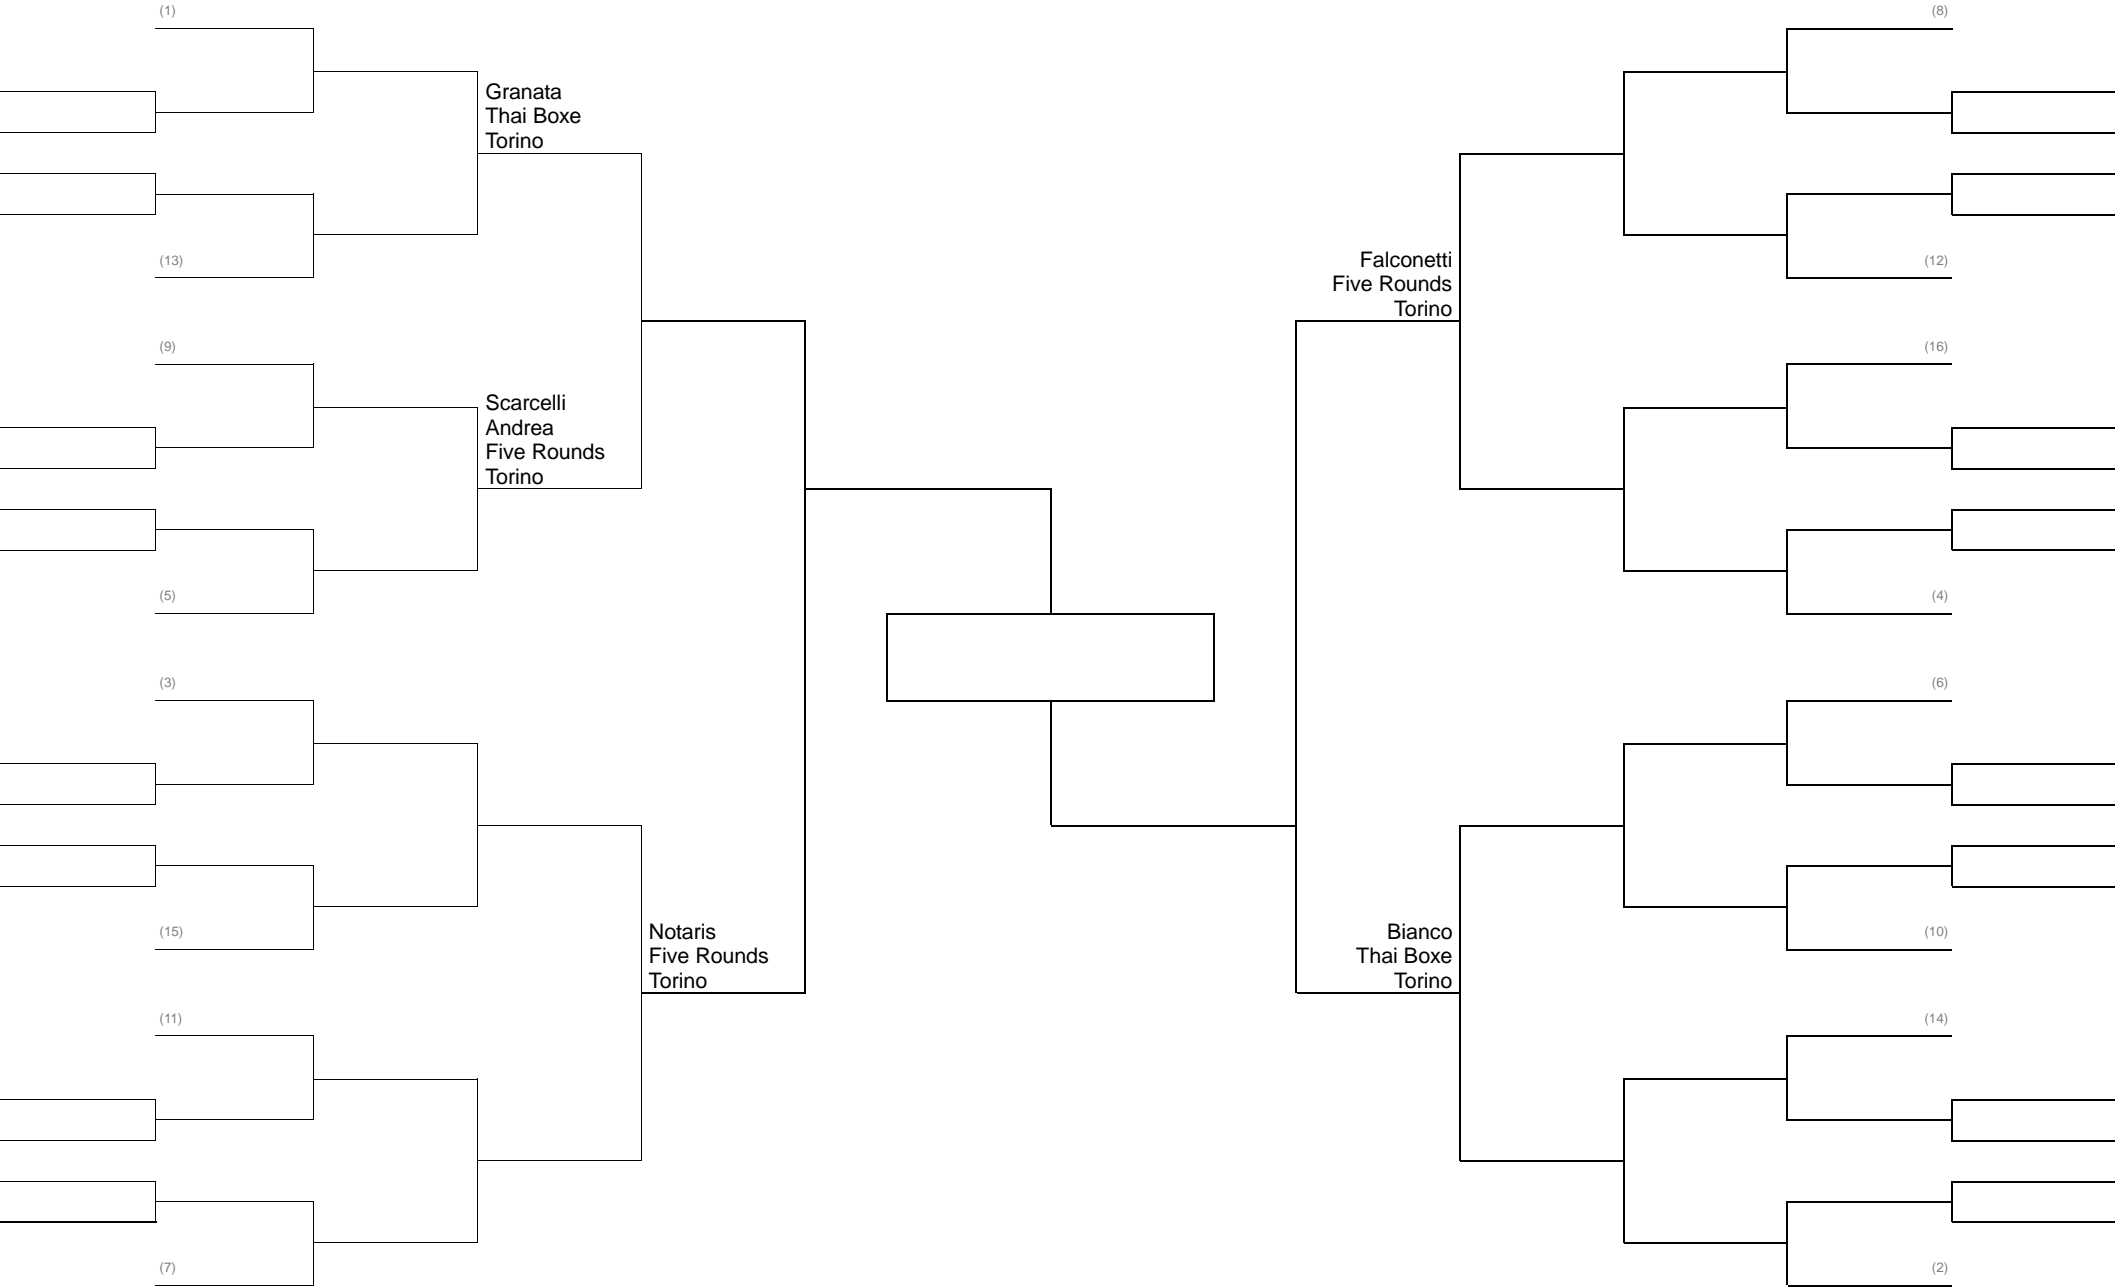 (1)
(8)
Granata
Thai Boxe
Torino
(13)
(12)
Falconetti
Five Rounds
Torino
(9)
(16)
Scarcelli
Andrea
Five Rounds
Torino
(5)
(4)
(3)
(6)
(15)
(10)
Notaris
Five Rounds
Torino
Bianco
Thai Boxe
Torino
(11)
(14)
(7)
(2)